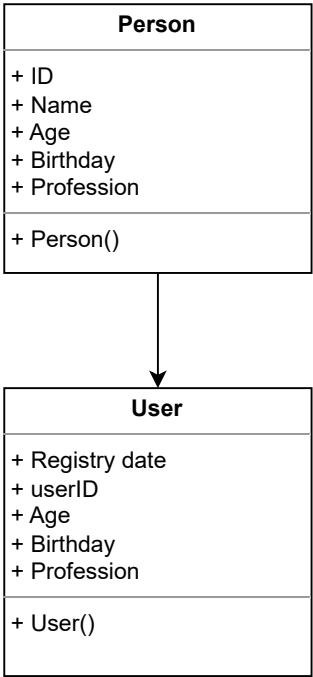 Person
+ ID
+ Name
+ Age
+ Birthday
+ Profession
+ Person()
User
+ Registry date
+ userID
+ Age
+ Birthday
+ Profession
+ User()